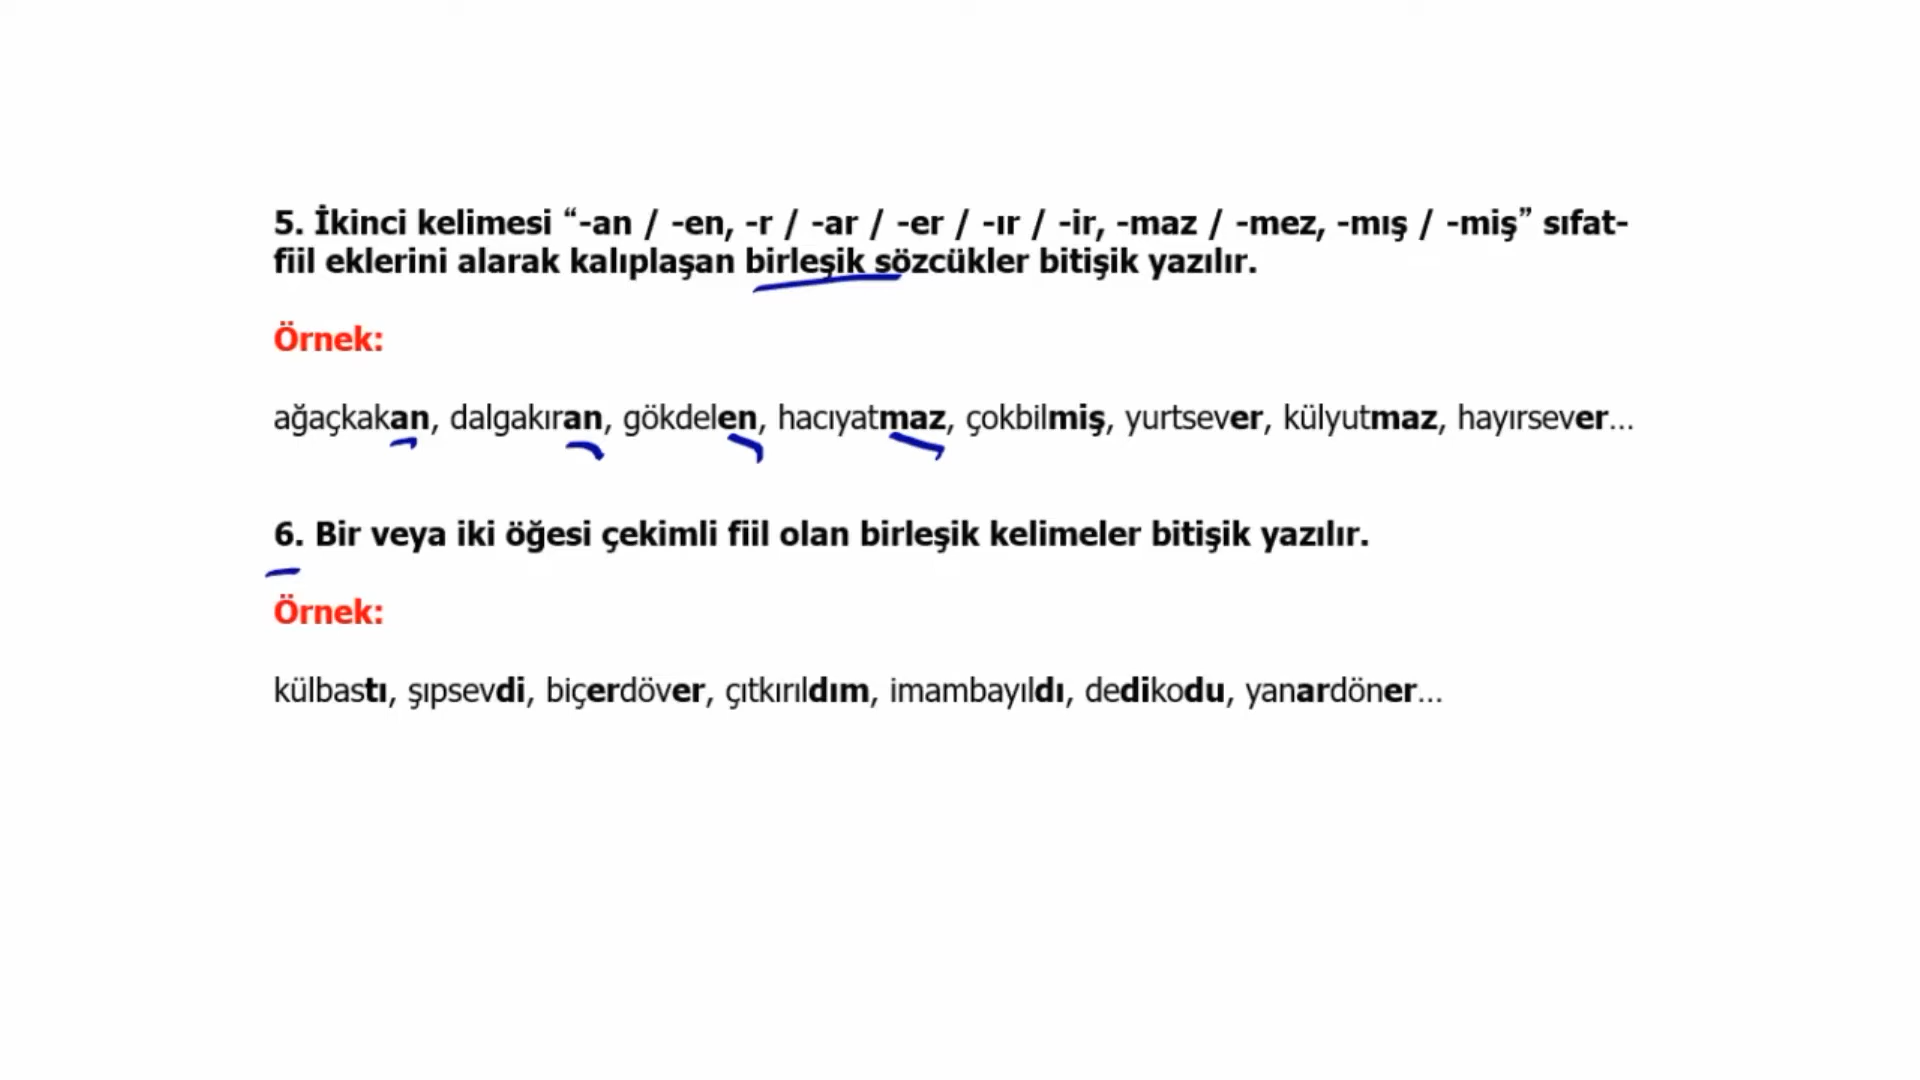 5. İkinci kelimesi “-an / -en, -r / -ar / -er / -ır / -ir, -maz / -mez, -mış / -miş” sıfat-
fiil eklerini alarak kalıplaşan birleşik sözcükler bitişik yazılır.
Örnek:
ağaçkakan, dalgakıran, gökdelen, hacıyatmaz, çokbilmiş, yurtsever, külyutmaz, hayırsever...
6. Bir veya iki öğesi çekimli fiil olan birleşik kelimeler bitişik yazılır.
Örnek:
külbastı, şıpsevdi, biçerdöver, çıtkırıldım, imambayıldı, dedikodu, yanardöner...